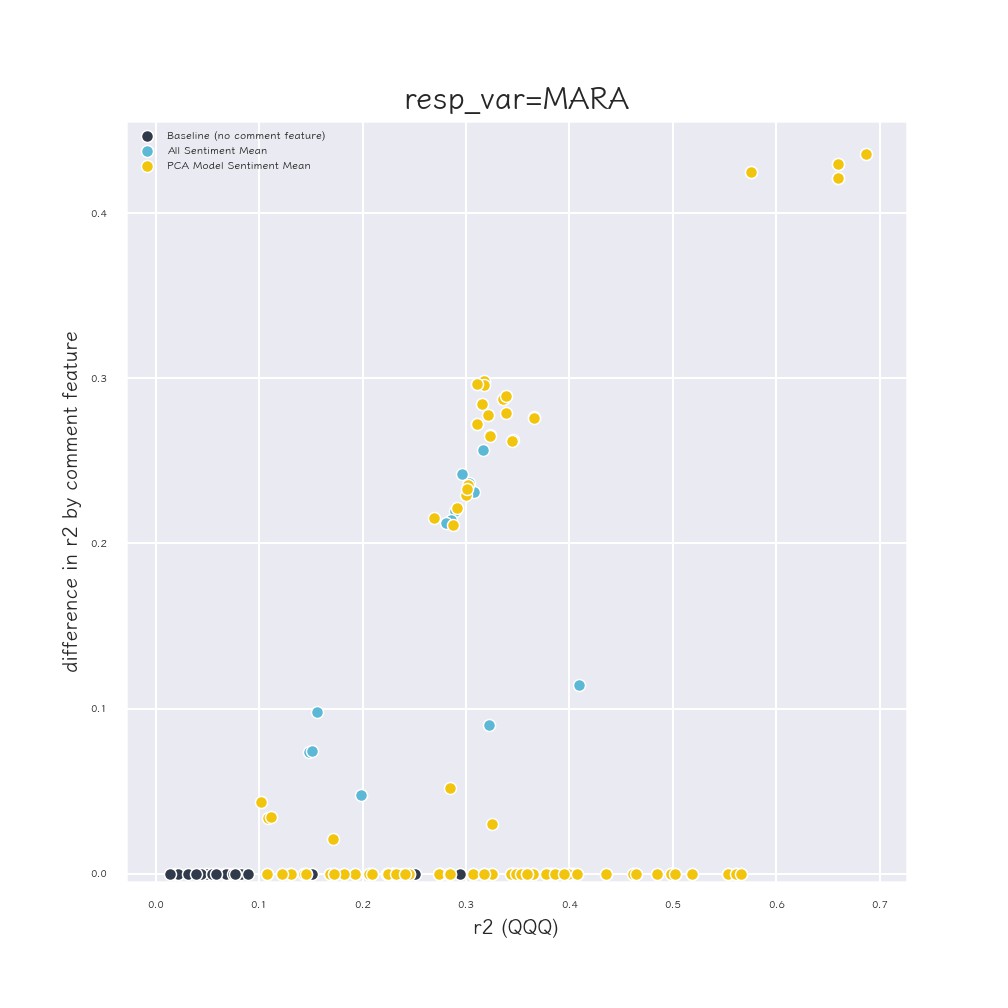 resp_var=MARA
Baseline (no comment feature)
All Sentiment Mean
PCA Model Sentiment Mean
difference in r2 by comment feature
0.4
0.3
0.2
0.1
0.0
0.0 0.1 0.2 0.3 0.4 0.5 0.6 0.7
r2 (QQQ)